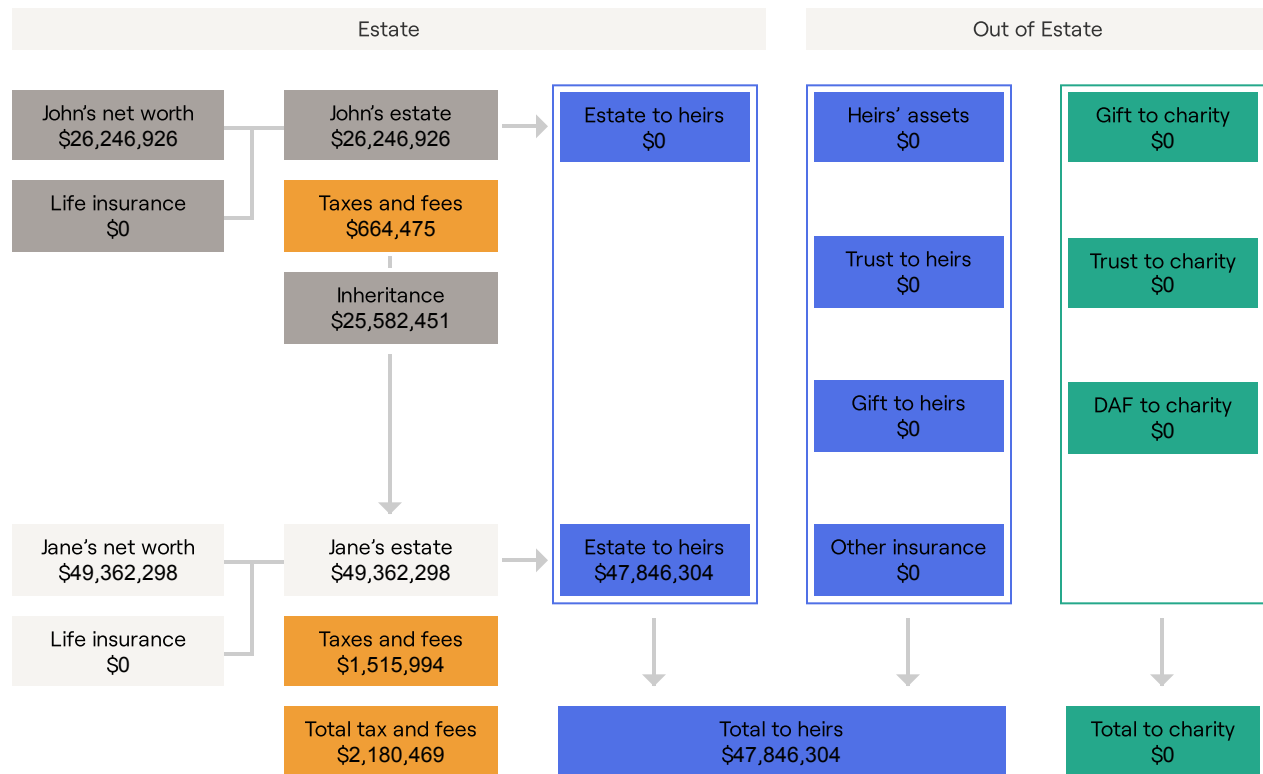 Estate
Out of Estate
John's net worth
$26,246,926
John's estate
$26,246,926
Estate to heirs
$0
Heirs' assets
$0
Gift to charity
$0
Life insurance
$0
Taxes and fees
$664,475
Trust to heirs
$0
Trust to charity
$0
Inheritance
$25,582,451
Gift to heirs
$0
DAF to charity
$0
Jane's net worth
$49,362,298
Jane's estate
$49,362,298
Estate to heirs
$47,846,304
Other insurance
$0
Life insurance
$0
Taxes and fees
$1,515,994
Total tax and fees
$2,180,469
Total to heirs
$47,846,304
Total to charity
$0